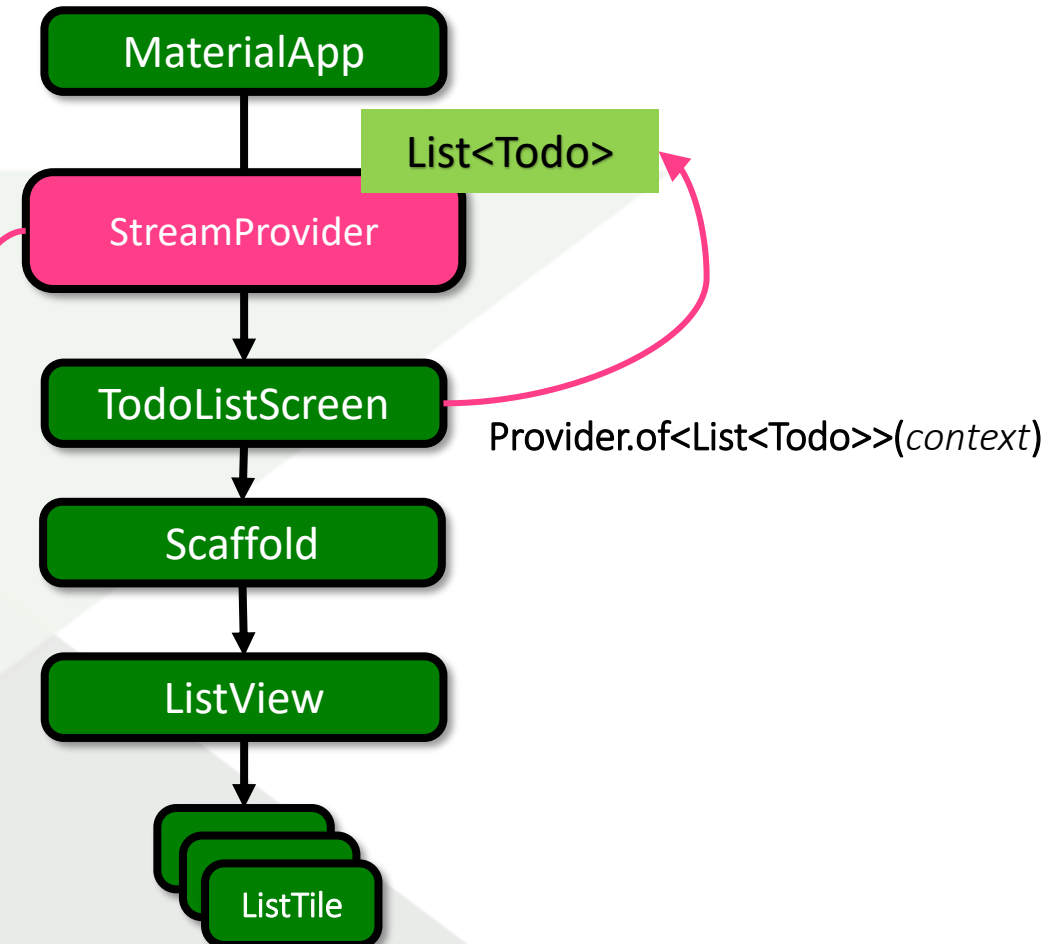 MaterialApp
List<Todo>
StreamProvider
TodoListScreen
Provider.of<List<Todo>>(context)
Scaffold
ListView
ListTile